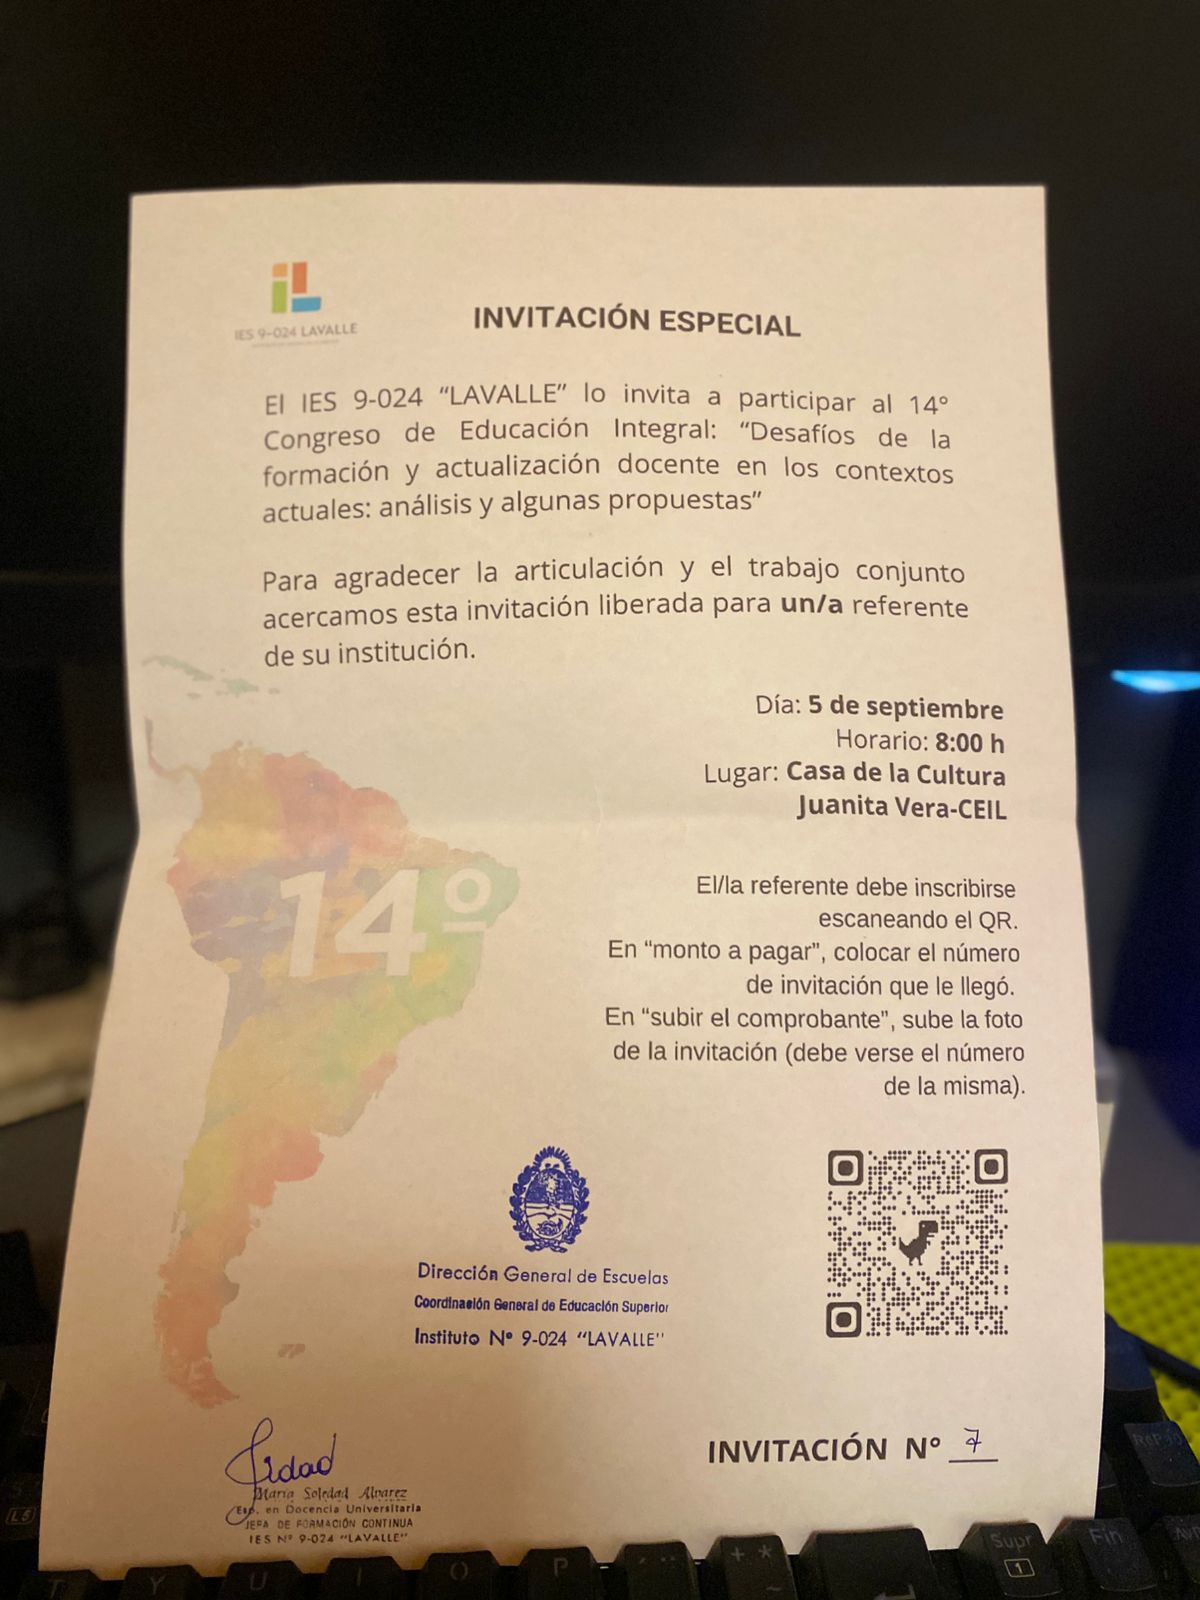 IES 9-024 LAVALLE
INVITACIÓN ESPECIAL
El IES 9-024 “LAVALLE” lo invita a participar al 14º
Congreso de Educación Integral: “Desafíos de la
formación y actualización docente en los contextos
actuales: análisis y algunas propuestas”
Para agradecer la articulación y el trabajo conjunto
acercamos esta invitación liberada para un/a referente
de su institución.
Día: 5 de septiembre
Horario: 8:00 h
Lugar: Casa de la Cultura
Juanita Vera-CEIL
14º
El/la referente debe inscribirse
escaneando el QR.
En “monto a pagar”, colocar el número
de invitación que le llegó.
En “subir el comprobante”, sube la foto
de la invitación (debe verse el número
de la misma).
Dirección General de Escuelas
Coordinación General de Educación Superior
Instituto Nº 9-024 “LAVALLE”
María Soledad Alvarez
Esp. en Docencia Universitaria
JEFA DE FORMACIÓN CONTINUA
IES Nº 9-024 “LAVALLE”
INVITACIÓN Nº 7
Supr
1
Fin
T
Y
U
I
O
P
+ *
~